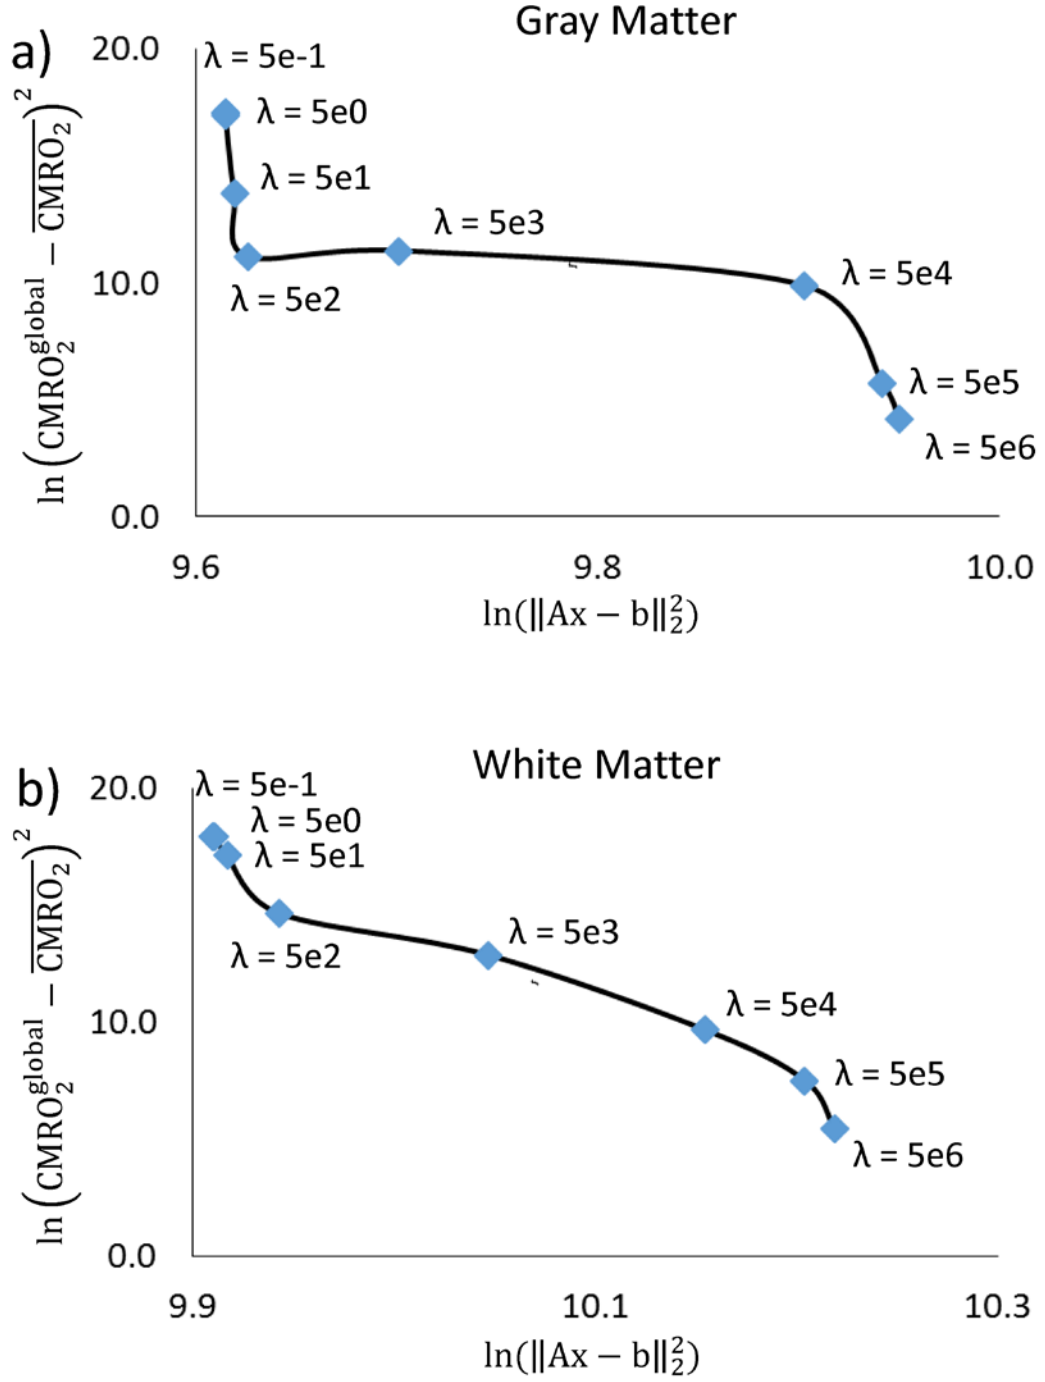 Gray Matter
a)
20.0
λ = 5e-1
λ = 5e0
λ = 5e1
λ = 5e3
10.0
λ = 5e2
λ = 5e4
λ = 5e5
λ = 5e6
0.0
ln(CMRO₂^global − C̅M̅R̅O̅₂̅)²
9.6 9.8 10.0
ln(‖Ax − b‖₂²)
White Matter
b)
20.0
λ = 5e-1
λ = 5e0
λ = 5e1
λ = 5e2
λ = 5e3
10.0
λ = 5e4
λ = 5e5
λ = 5e6
0.0
ln(CMRO₂^global − C̅M̅R̅O̅₂̅)²
9.9 10.1 10.3
ln(‖Ax − b‖₂²)